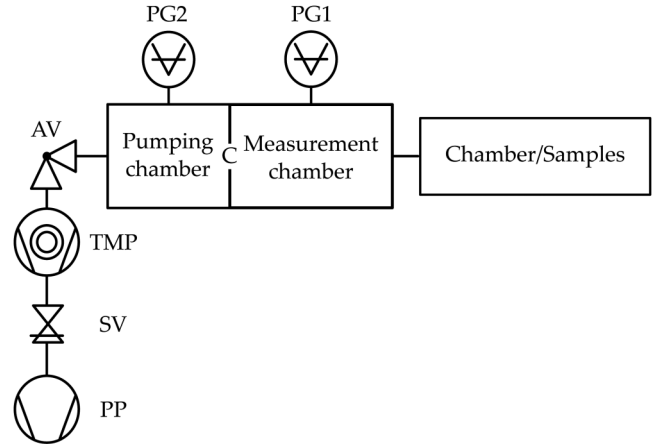 PG2
PG1
AV
Pumping
chamber
C
Measurement
chamber
Chamber/Samples
TMP
SV
PP